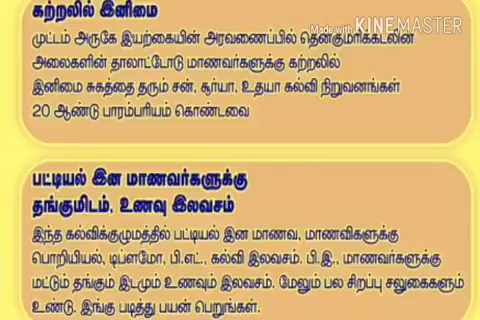 கற்றலில் இனிமை
Made with KINEMASTER
முட்டம் அருகே இயற்கையின் அரவணைப்பில் தென்குமரிக்கடலின்
அலைகளின் தாலாட்டோடு மாணவர்களுக்கு கற்றலில்
இனிமை சுகத்தை தரும் சன், சூர்யா, உதயா கல்வி நிறுவனங்கள்
20 ஆண்டு பாரம்பரியம் கொண்டவை
பட்டியல் இன மாணவர்களுக்கு
தங்குமிடம், உணவு இலவசம்
இந்த கல்விக்குழுமத்தில் பட்டியல் இன மாணவ, மாணவிகளுக்கு
பொறியியல், டிப்ளமோ, பி.எட்., கல்வி இலவசம். பி.இ., மாணவர்களுக்கு
மட்டும் தங்கும் இடமும் உணவும் இலவசம். மேலும் பல சிறப்பு சலுகைகளும்
உண்டு. இங்கு படித்து பயன் பெறுங்கள்.